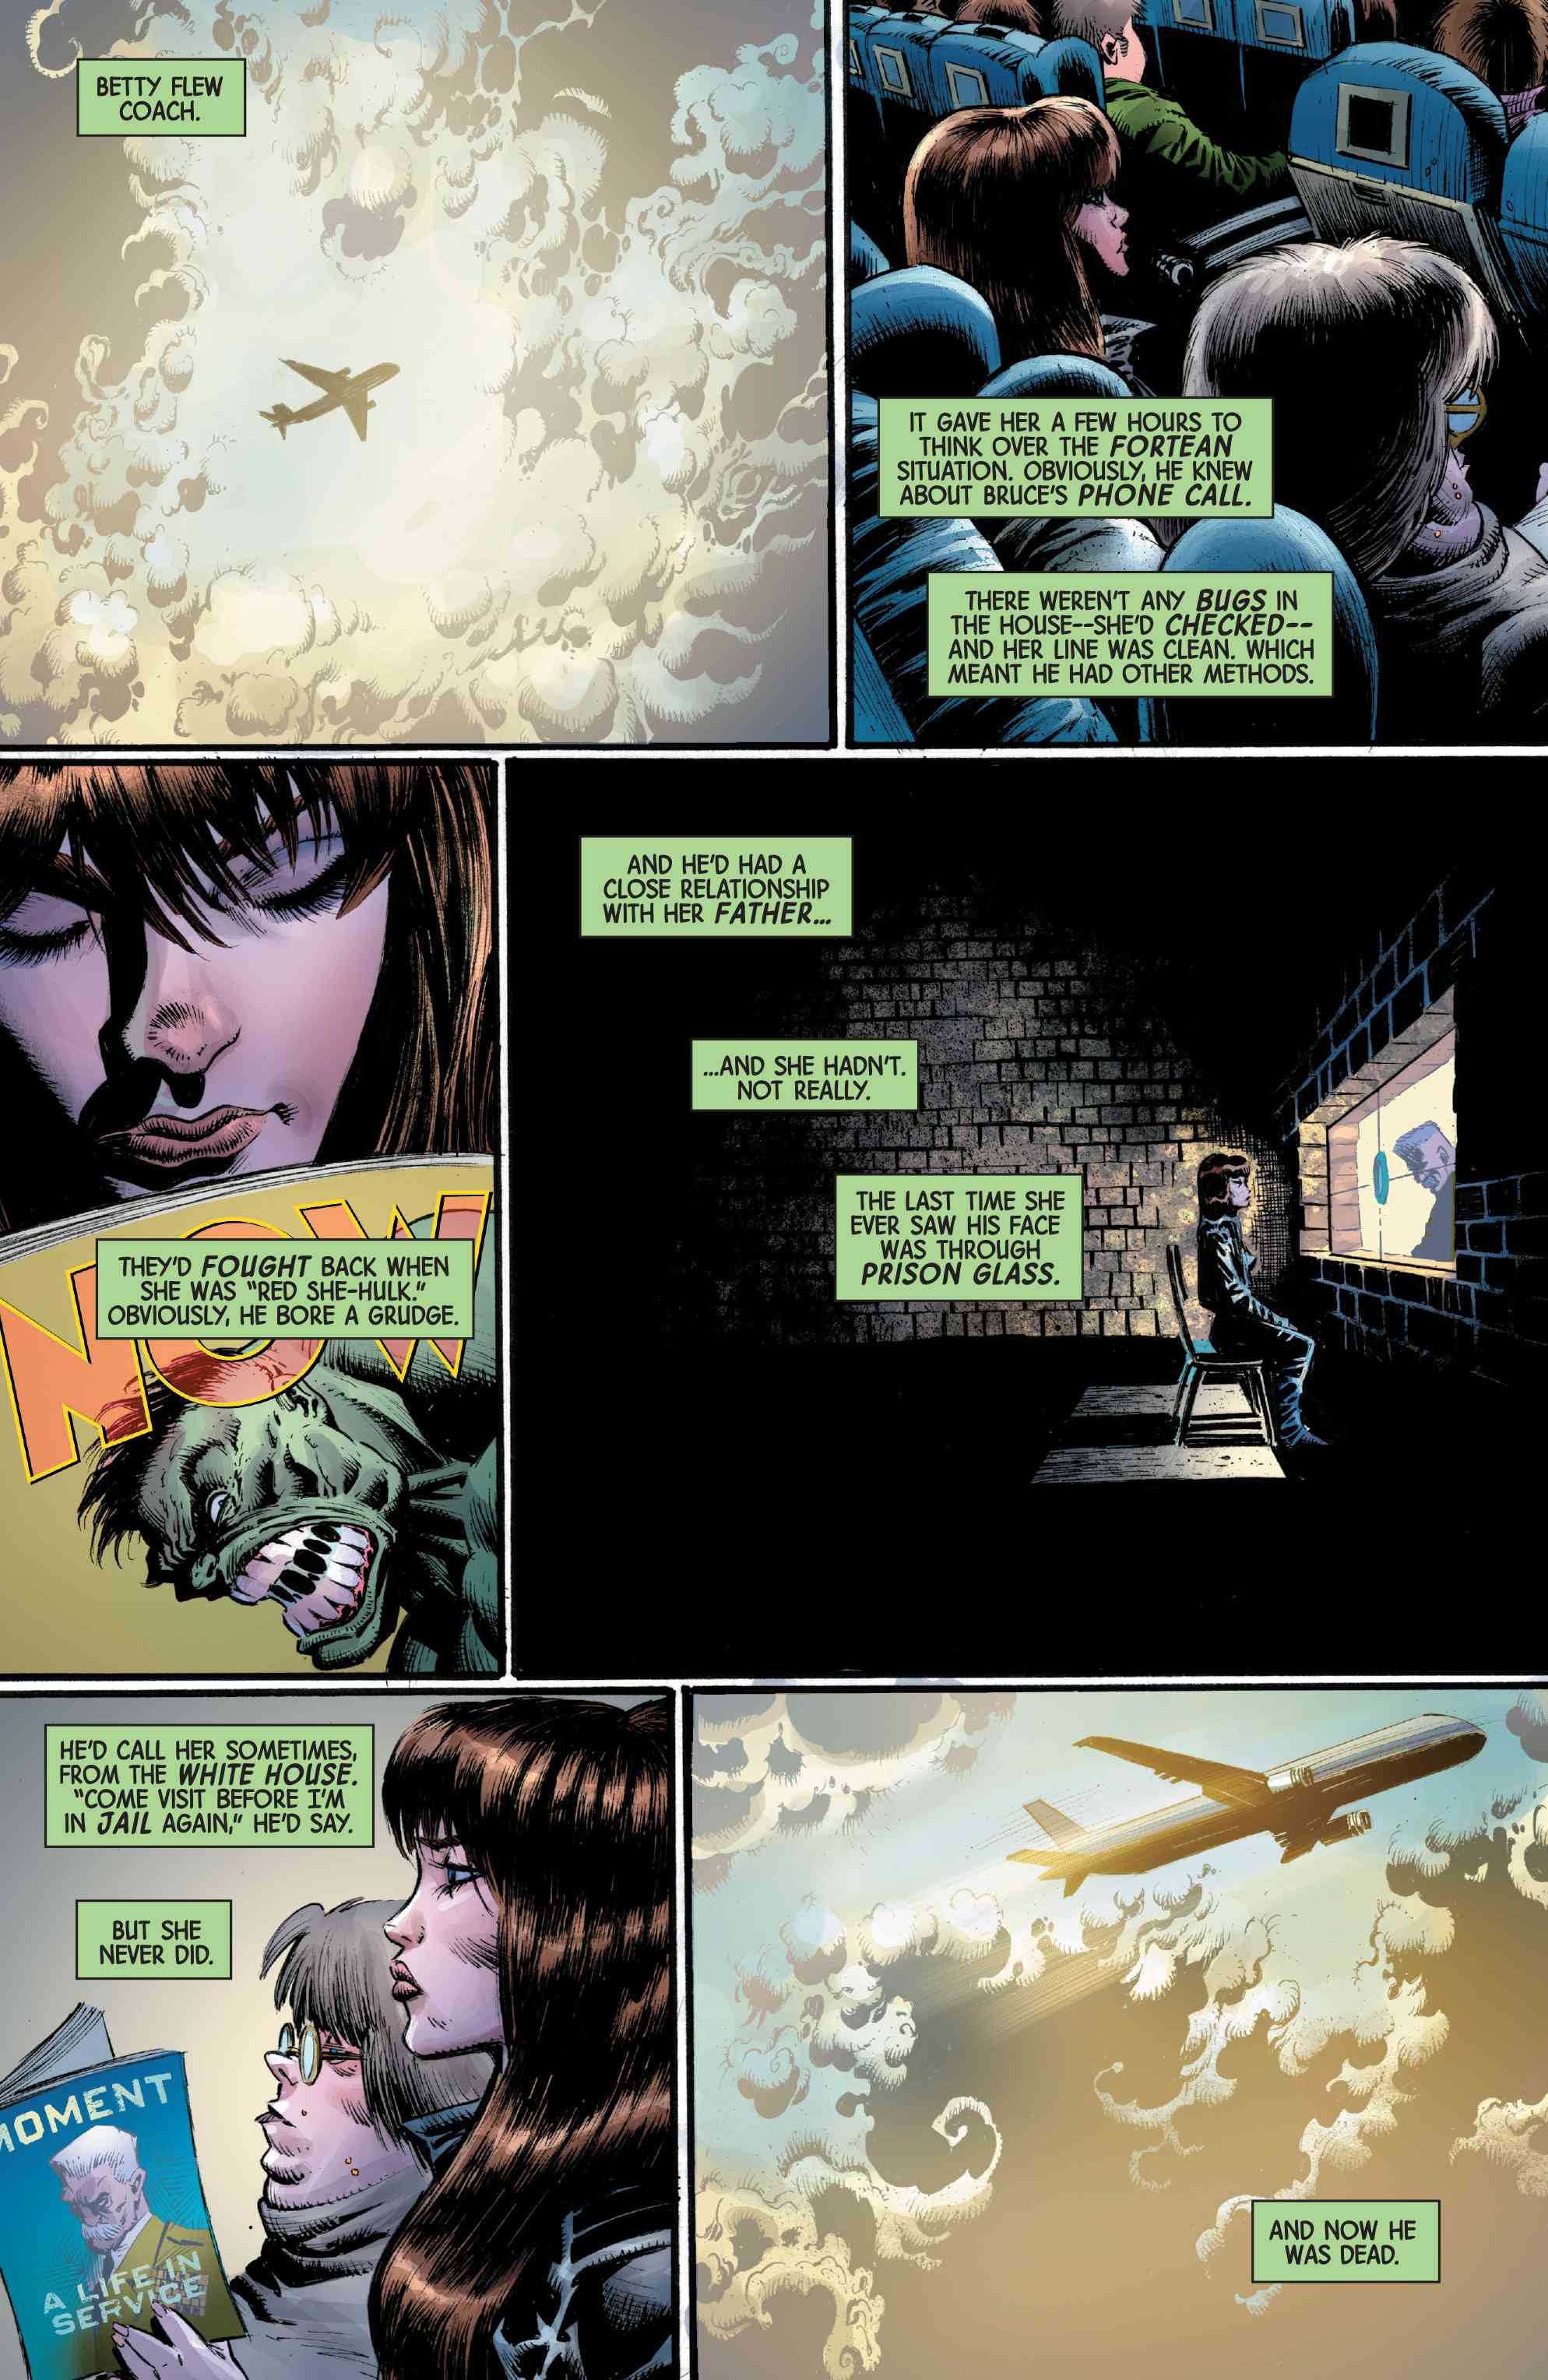 BETTY FLEW
COACH.
IT GAVE HER A FEW HOURS TO
THINK OVER THE FORTEAN
SITUATION. OBVIOUSLY, HE KNEW
ABOUT BRUCE'S PHONE CALL.
THERE WEREN'T ANY BUGS IN
THE HOUSE--SHE'D CHECKED--
AND HER LINE WAS CLEAN. WHICH
MEANT HE HAD OTHER METHODS.
THEY'D FOUGHT BACK WHEN
SHE WAS "RED SHE-HULK."
OBVIOUSLY, HE BORE A GRUDGE.
NOW
AND HE'D HAD A
CLOSE RELATIONSHIP
WITH HER FATHER...
...AND SHE HADN'T.
NOT REALLY.
THE LAST TIME SHE
EVER SAW HIS FACE
WAS THROUGH
PRISON GLASS.
HE'D CALL HER SOMETIMES,
FROM THE WHITE HOUSE.
"COME VISIT BEFORE I'M
IN JAIL AGAIN," HE'D SAY.
BUT SHE
NEVER DID.
MOMENT
A LIFE IN
SERVICE
AND NOW HE
WAS DEAD.